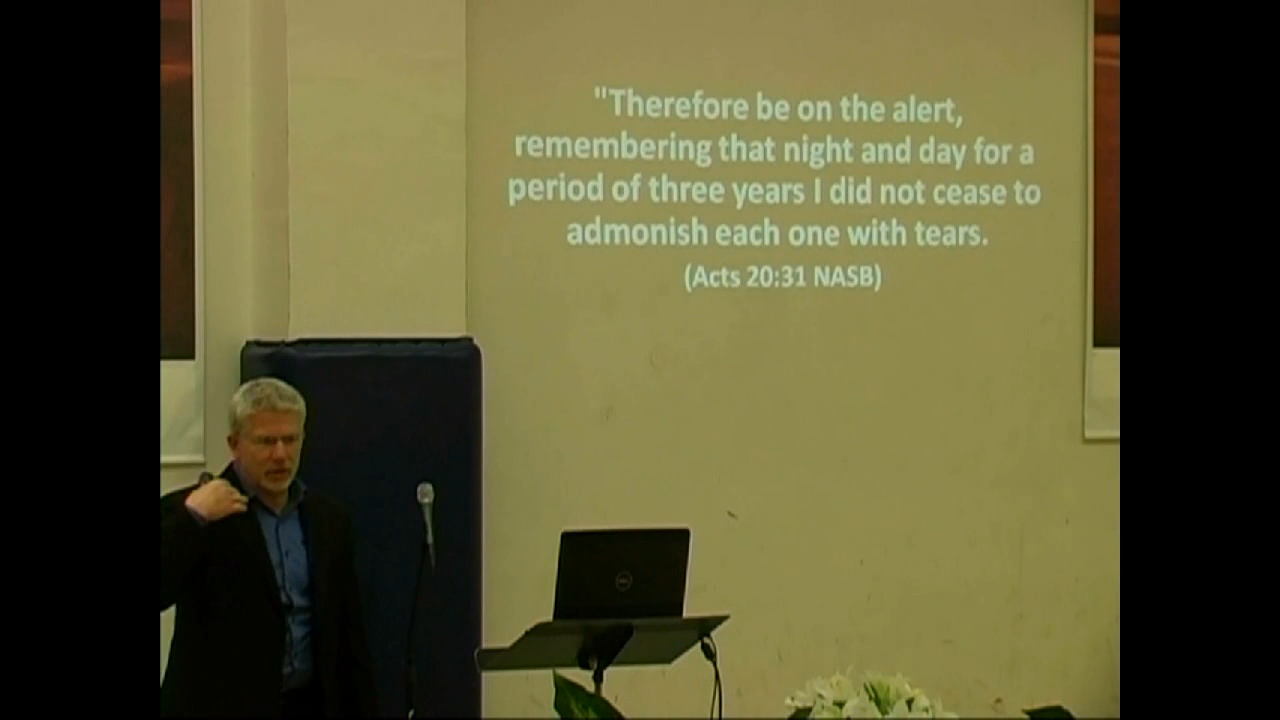 "Therefore be on the alert,
remembering that night and day for a
period of three years I did not cease to
admonish each one with tears.
(Acts 20:31 NASB)